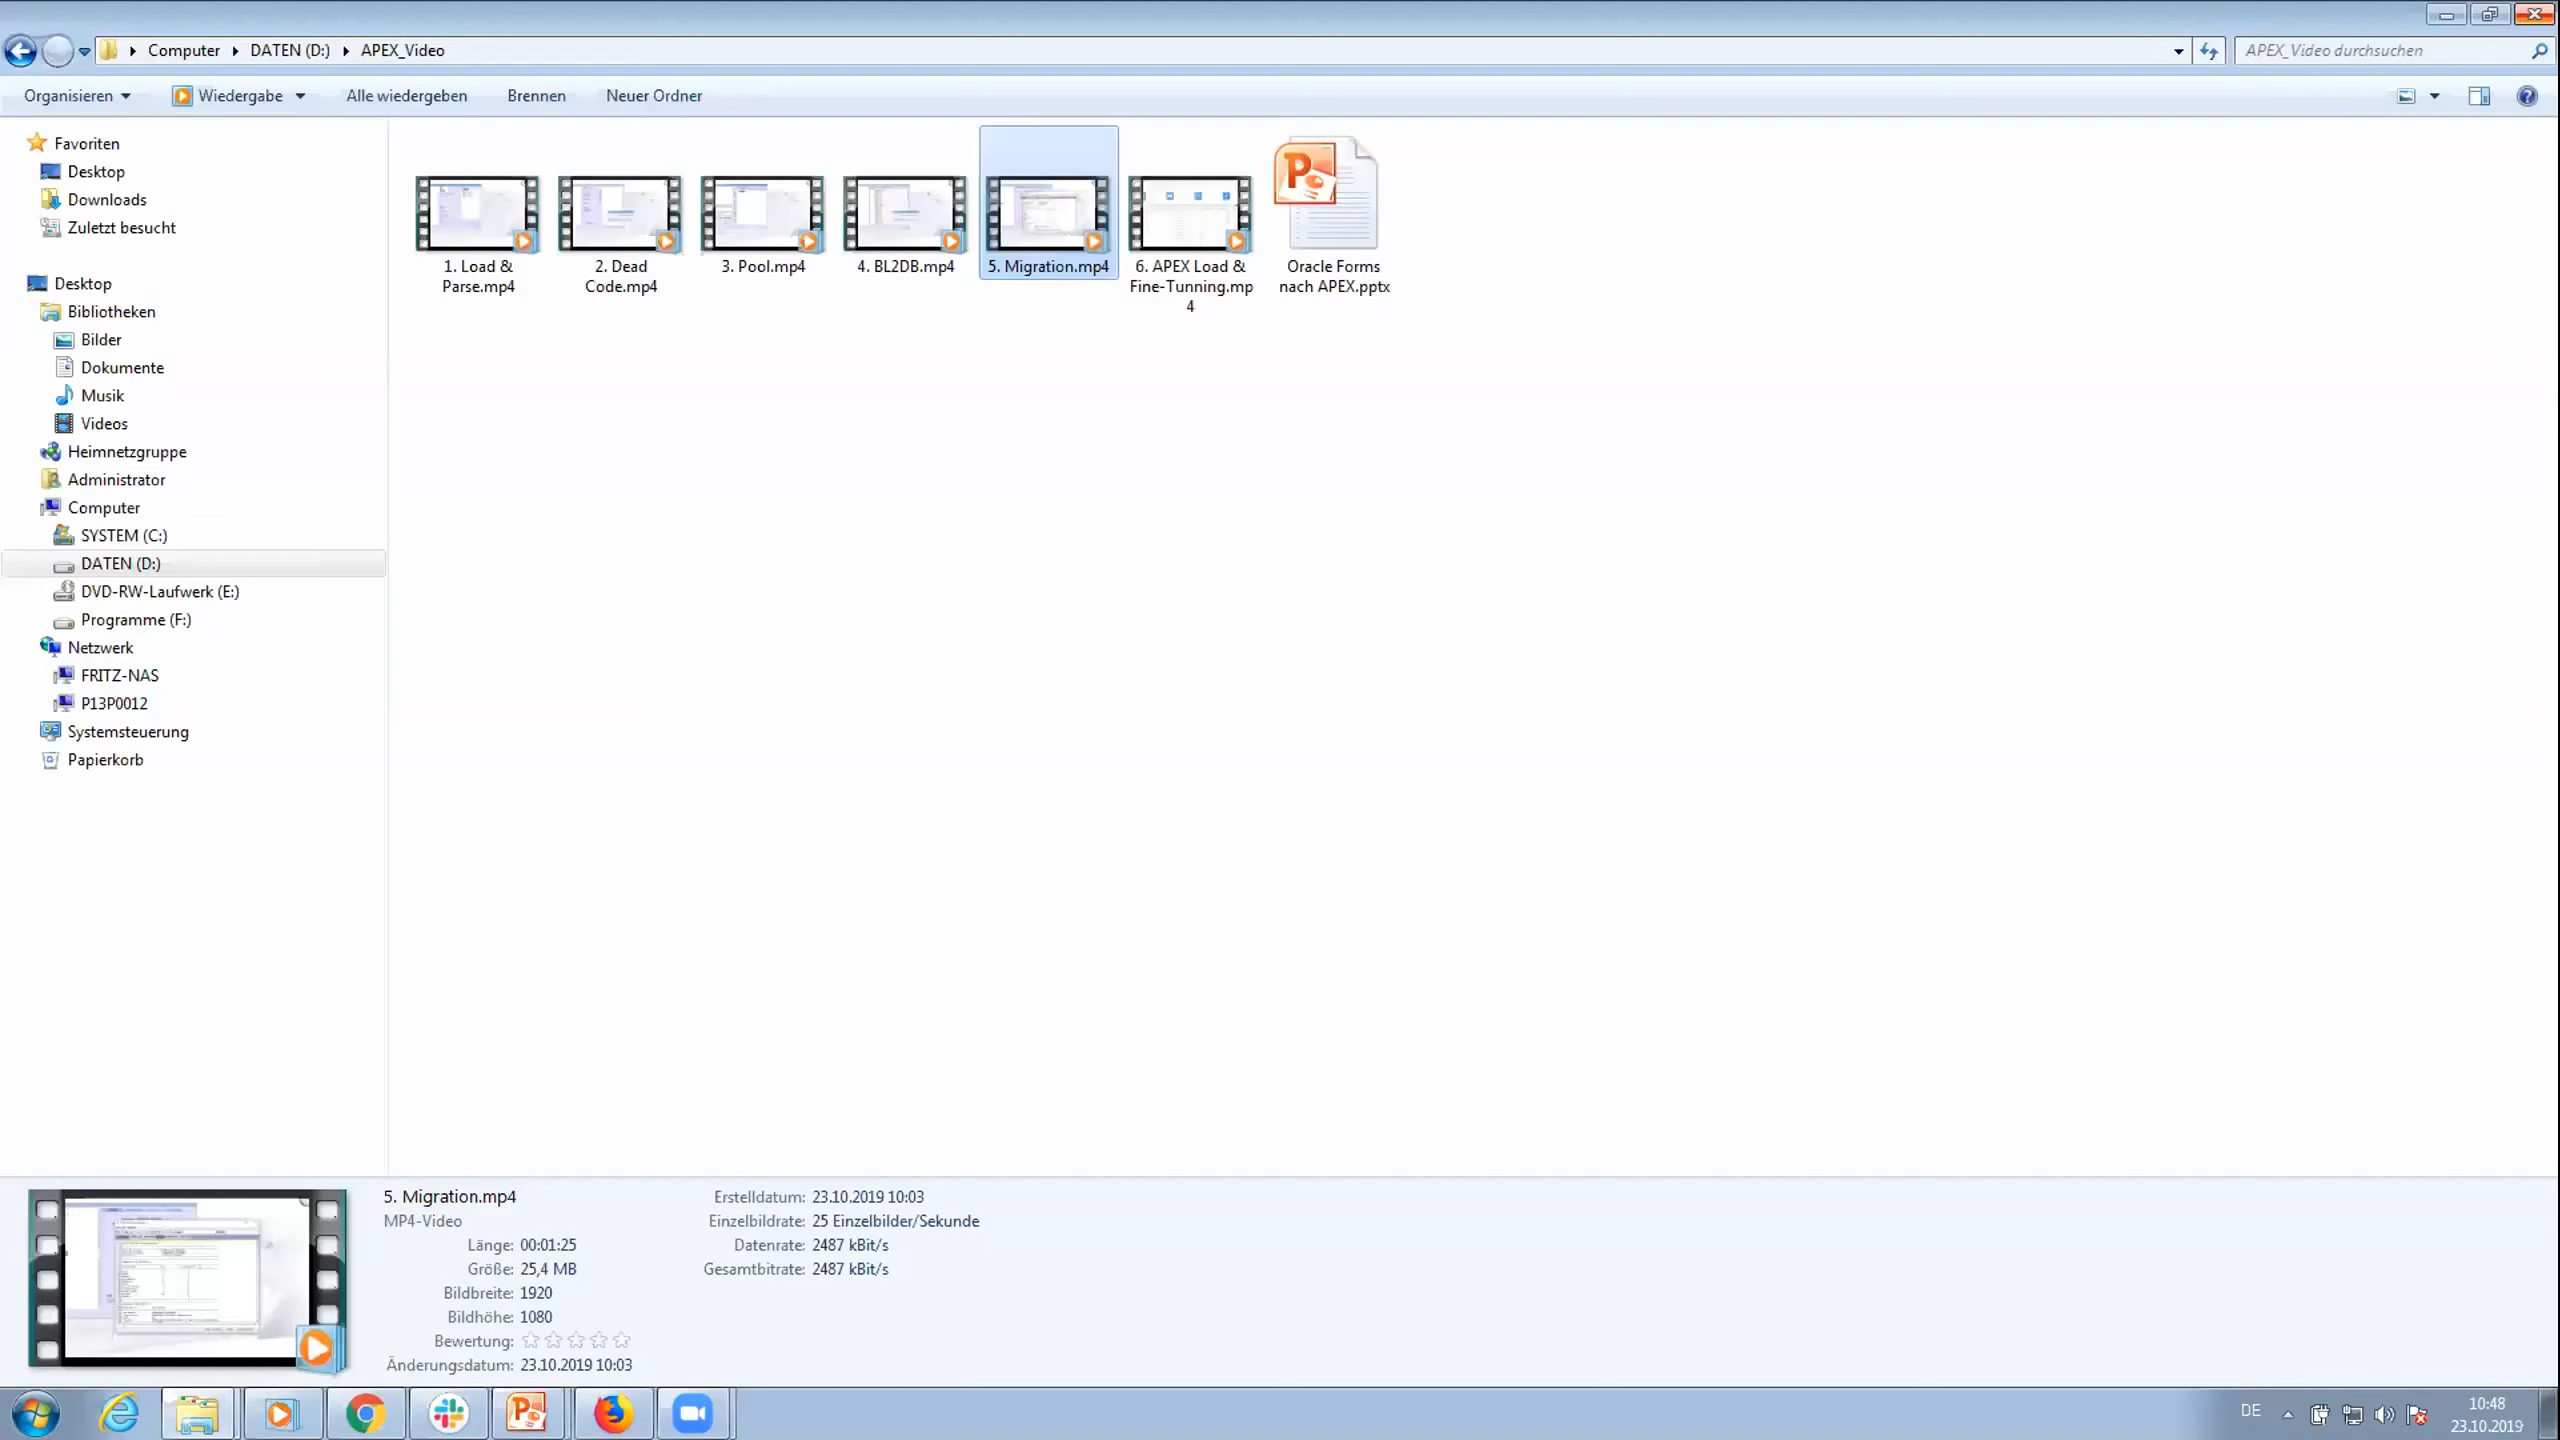 Computer DATEN (D:) APEX_Video
APEX_Video durchsuchen
Organisieren Wiedergabe Alle wiedergeben Brennen Neuer Ordner
Favoriten
Desktop
Downloads
Zuletzt besucht
Desktop
Bibliotheken
Bilder
Dokumente
Musik
Videos
Heimnetzgruppe
Administrator
Computer
SYSTEM (C:)
DATEN (D:)
DVD-RW-Laufwerk (E:)
Programme (F:)
Netzwerk
FRITZ-NAS
P13P0012
Systemsteuerung
Papierkorb
1. Load &
Parse.mp4
2. Dead
Code.mp4
3. Pool.mp4
4. BL2DB.mp4
5. Migration.mp4
6. APEX Load &
Fine-Tunning.mp
4
Oracle Forms
nach APEX.pptx
5. Migration.mp4
MP4-Video
Länge: 00:01:25
Größe: 25,4 MB
Bildbreite: 1920
Bildhöhe: 1080
Bewertung:
Änderungsdatum: 23.10.2019 10:03
Erstelldatum: 23.10.2019 10:03
Einzelbildrate: 25 Einzelbilder/Sekunde
Datenrate: 2487 kBit/s
Gesamtbitrate: 2487 kBit/s
DE
10:48
23.10.2019